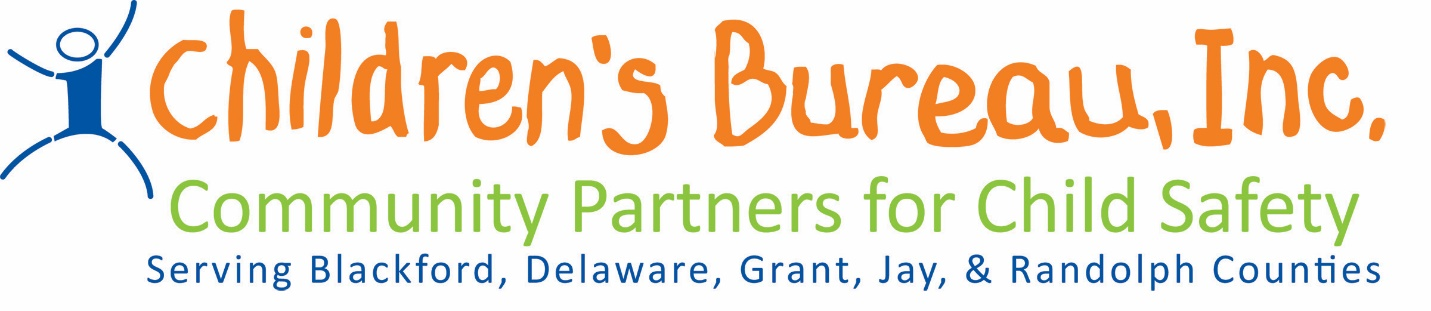 Children's Bureau, Inc.
Community Partners for Child Safety
Serving Blackford, Delaware, Grant, Jay, & Randolph Counties